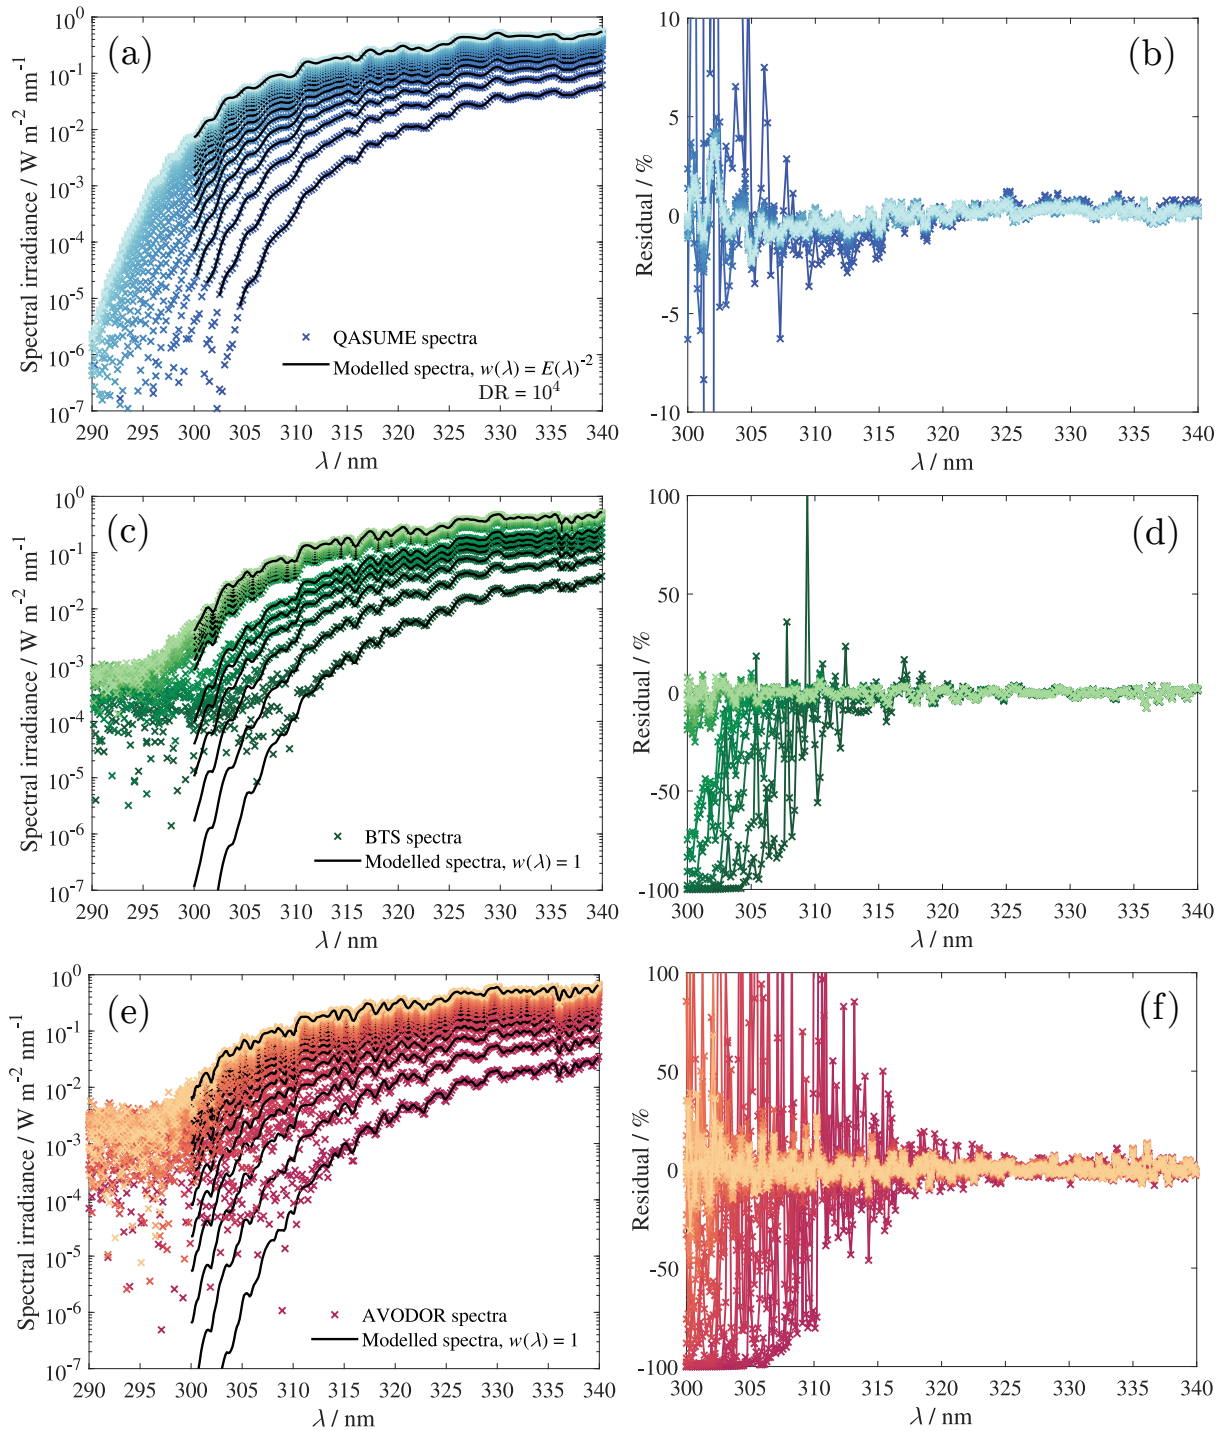 (a)
Spectral irradiance / W m⁻² nm⁻¹
10⁰
10⁻¹
10⁻²
10⁻³
10⁻⁴
10⁻⁵
10⁻⁶
10⁻⁷
QASUME spectra
Modelled spectra, w(λ) = E(λ)⁻²
DR = 10⁴
290 295 300 305 310 315 320 325 330 335 340
λ / nm
(b)
Residual / %
10
5
0
-5
-10
300 305 310 315 320 325 330 335 340
λ / nm
(c)
Spectral irradiance / W m⁻² nm⁻¹
10⁰
10⁻¹
10⁻²
10⁻³
10⁻⁴
10⁻⁵
10⁻⁶
10⁻⁷
BTS spectra
Modelled spectra, w(λ) = 1
290 295 300 305 310 315 320 325 330 335 340
λ / nm
(d)
Residual / %
100
50
0
-50
-100
300 305 310 315 320 325 330 335 340
λ / nm
(e)
Spectral irradiance / W m⁻² nm⁻¹
10⁰
10⁻¹
10⁻²
10⁻³
10⁻⁴
10⁻⁵
10⁻⁶
10⁻⁷
AVODOR spectra
Modelled spectra, w(λ) = 1
290 295 300 305 310 315 320 325 330 335 340
λ / nm
(f)
Residual / %
100
50
0
-50
-100
300 305 310 315 320 325 330 335 340
λ / nm